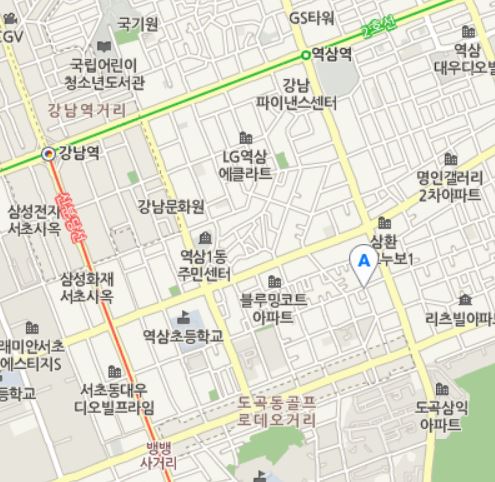 CGV
국기원
GS타워
2호선
역삼역
역삼
대우디오빌
국립어린이
청소년도서관
강남
파이낸스센터
강남역거리
강남역
LG역삼
에클라트
명인갤러리
2차아파트
삼성전자
서초사옥
강남문화원
삼환
누보1
역삼1동
주민센터
A
삼성화재
서초사옥
블루밍코트
아파트
리츠빌아파
역삼초등학교
래미안서초
에스티지S
등학교
서초동대우
디오빌프라임
도곡동골프
로데오거리
도곡삼익
아파트
뱅뱅
사거리